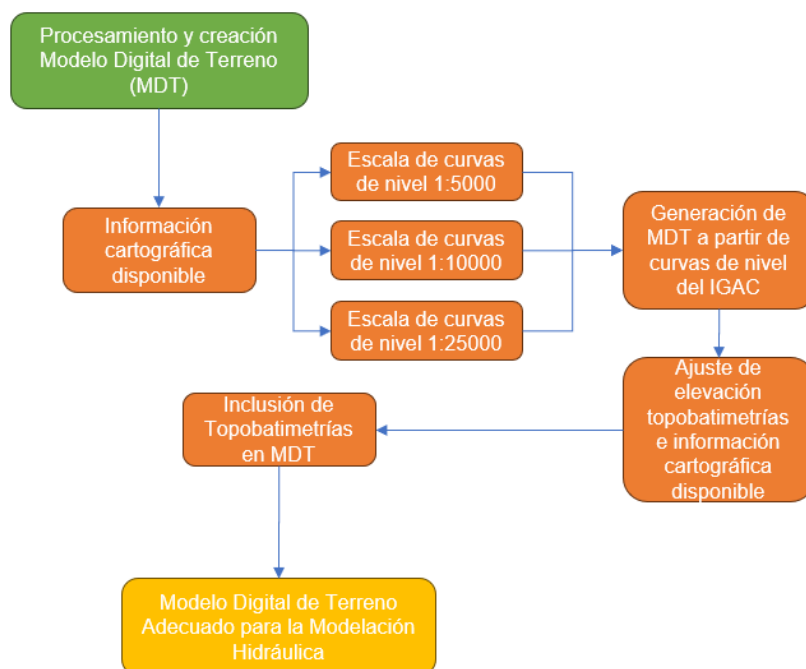 Procesamiento y creación
Modelo Digital de Terreno
(MDT)
Información
cartográfica
disponible
Escala de curvas
de nivel 1:5000
Escala de curvas
de nivel 1:10000
Escala de curvas
de nivel 1:25000
Generación de
MDT a partir de
curvas de nivel
del IGAC
Ajuste de
elevación
topobatimetrías
e información
cartográfica
disponible
Inclusión de
Topobatimetrías
en MDT
Modelo Digital de Terreno
Adecuado para la Modelación
Hidráulica